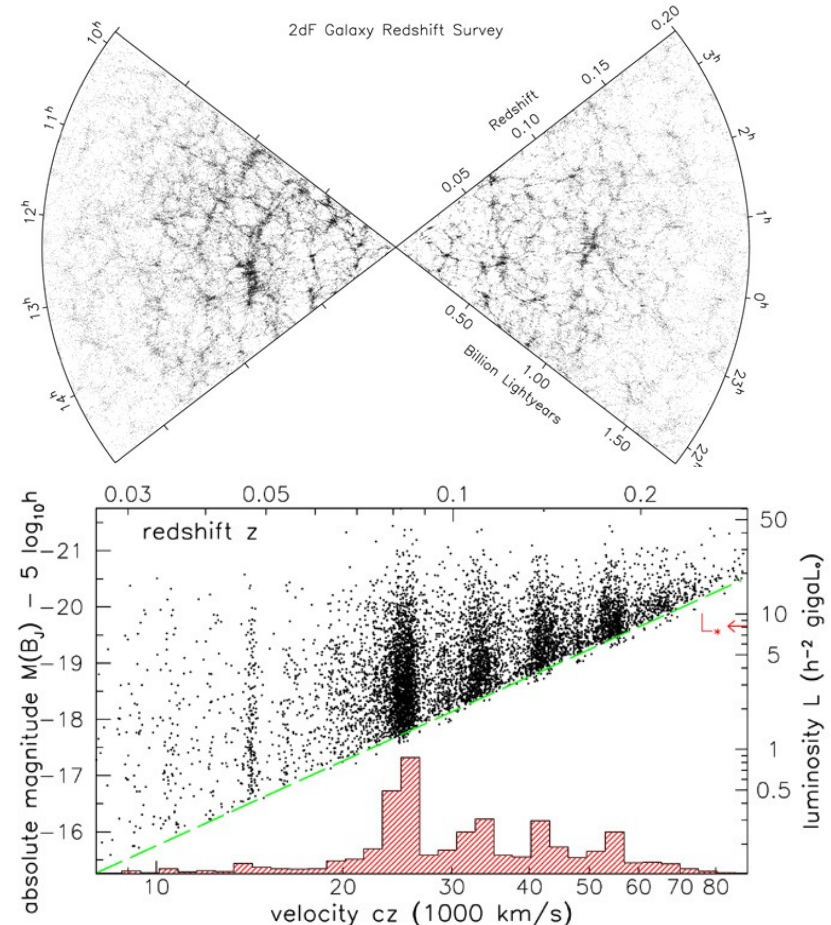 2dF Galaxy Redshift Survey
10ʰ
11ʰ
12ʰ
13ʰ
14ʰ
Redshift
0.05
0.10
0.15
0.20
3ʰ
2ʰ
1ʰ
0ʰ
23ʰ
22ʰ
0.50
1.00
1.50
Billion Lightyears
0.03 0.05 0.1 0.2
redshift z
absolute magnitude M(B_J) − 5 log₁₀h
−21
−20
−19
−18
−17
−16
50
10
5
1
0.5
L*
luminosity L (h⁻² gigaL⁎)
10 20 30 40 50 60 70 80
velocity cz (1000 km/s)